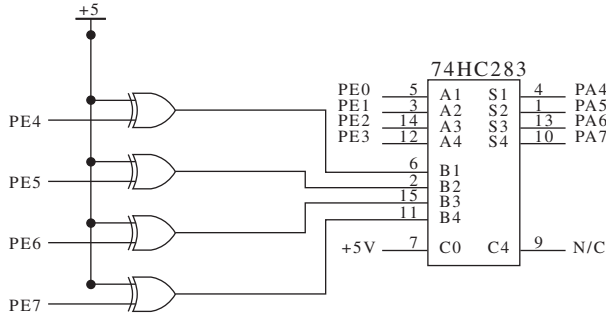 +5
74HC283
PE0 5 A1 S1 4 PA4
PE1 3 A2 S2 1 PA5
PE2 14 A3 S3 13 PA6
PE3 12 A4 S4 10 PA7
PE4
6 B1
PE5 2 B2
15 B3
11 B4
PE6
+5V 7 C0 C4 9 N/C
PE7